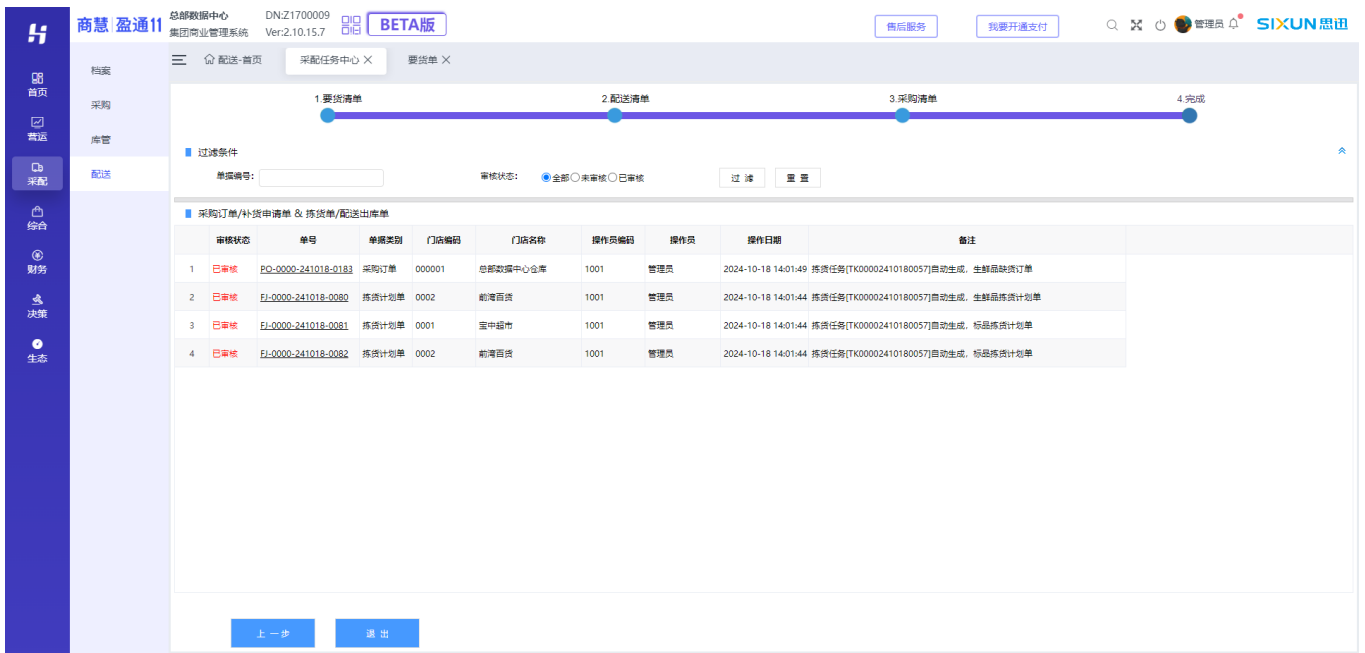 商慧 盈通11 总部数据中心 DN:Z1700009 BETA版 售后服务 我要开通支付 管理员 SIXUN思迅
集团商业管理系统 Ver:2.10.15.7
首页
营运
采配
综合
财务
决策
生态
档案
采购
库管
配送
配送-首页 采配任务中心 要货单
1.要货清单 2.配送清单 3.采购清单 4.完成
过滤条件
单据编号: 审核状态: 全部 未审核 已审核 过 滤 重 置
采购订单/补货申请单 & 拣货单/配送出库单
审核状态 单号 单据类别 门店编码 门店名称 操作员编码 操作员 操作日期 备注
1 已审核 PO-0000-241018-0183 采购订单 000001 总部数据中心仓库 1001 管理员 2024-10-18 14:01:49 拣货任务[TK00002410180057]自动生成，生鲜品缺货订单
2 已审核 FJ-0000-241018-0080 拣货计划单 0002 前湾百货 1001 管理员 2024-10-18 14:01:44 拣货任务[TK00002410180057]自动生成，生鲜品拣货计划单
3 已审核 FJ-0000-241018-0081 拣货计划单 0001 宝中超市 1001 管理员 2024-10-18 14:01:44 拣货任务[TK00002410180057]自动生成，标品拣货计划单
4 已审核 FJ-0000-241018-0082 拣货计划单 0002 前湾百货 1001 管理员 2024-10-18 14:01:44 拣货任务[TK00002410180057]自动生成，标品拣货计划单
上 一 步 退 出